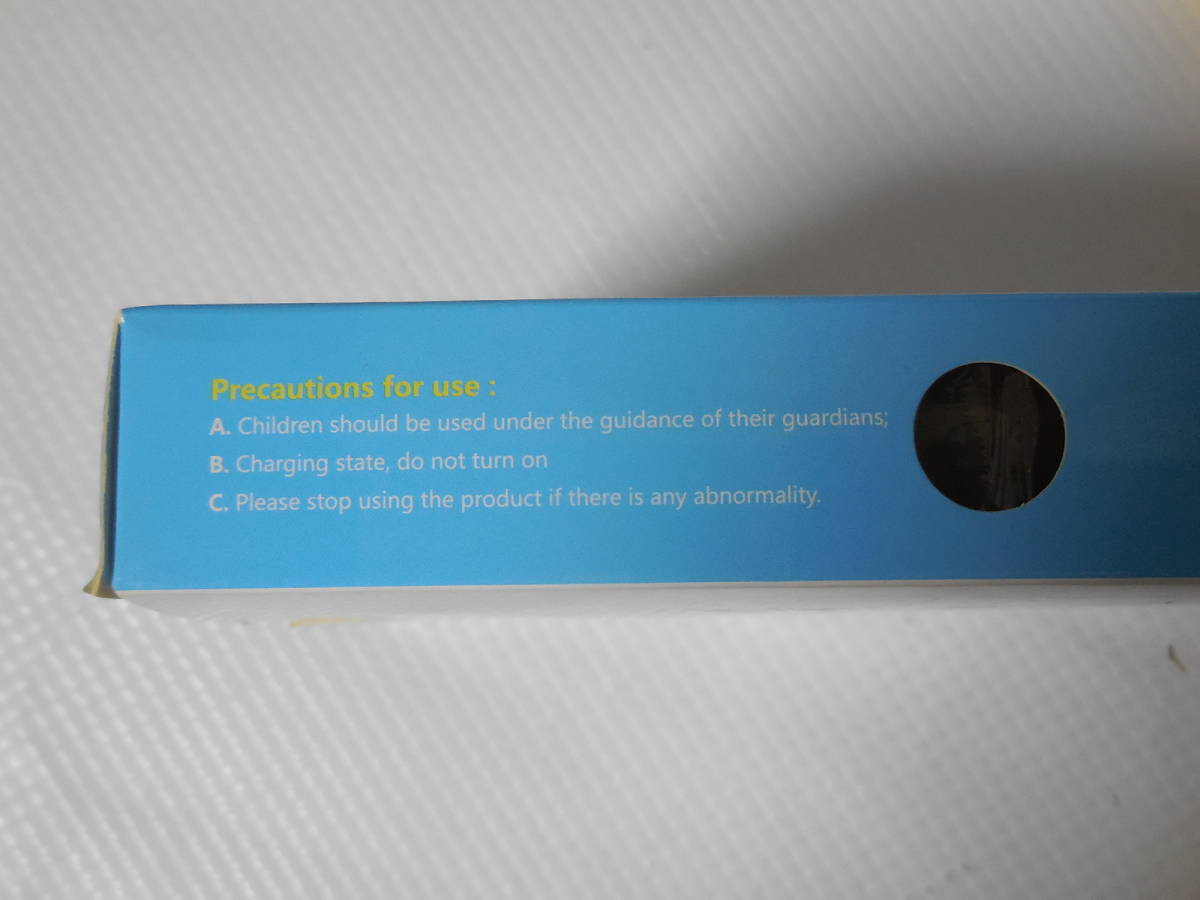 Precautions for use :
A. Children should be used under the guidance of their guardians;
B. Charging state, do not turn on
C. Please stop using the product if there is any abnormality.